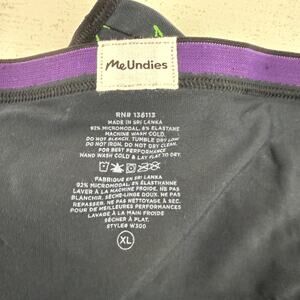 MeUndies
RN# 136113
MADE IN SRI LANKA
92% MICROMODAL, 8% ELASTANE
MACHINE WASH COLD.
DO NOT BLEACH. TUMBLE DRY LOW.
DO NOT IRON. DO NOT DRY CLEAN.
FOR BEST PERFORMANCE
HAND WASH COLD & LAY FLAT TO DRY.
FABRIQUÉ EN SRI LANKA
92% MICROMODAL, 8% ÉLASTHANNE
LAVER À LA MACHINE FROIDE. NE PAS
BLANCHIR. SÈCHE-LINGE DOUX. NE PAS
REPASSER. NE PAS NETTOYER À SEC.
POUR DE MEILLEURES PERFORMANCES
LAVAGE À LA MAIN FROIDE
SÉCHER À PLAT.
STYLE# W300
XL